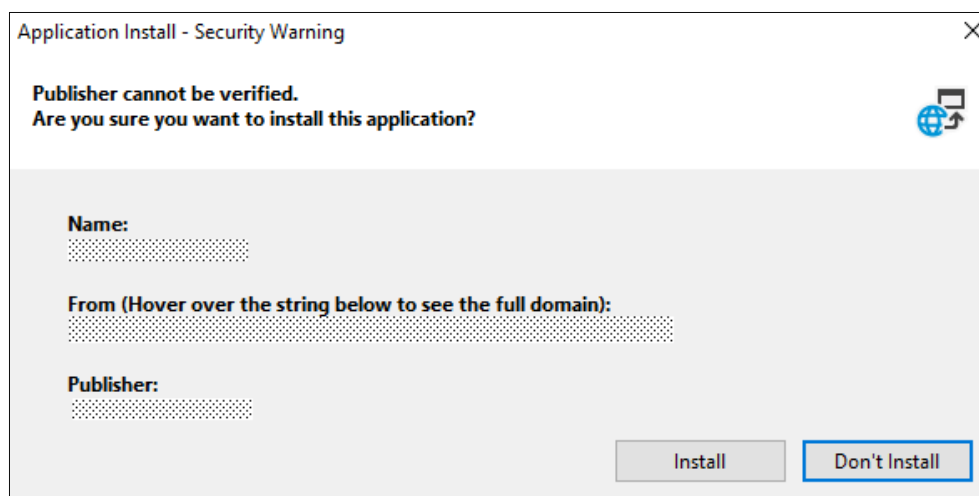 Application Install - Security Warning
Publisher cannot be verified.
Are you sure you want to install this application?
Name:
From (Hover over the string below to see the full domain):
Publisher:
Install
Don't Install